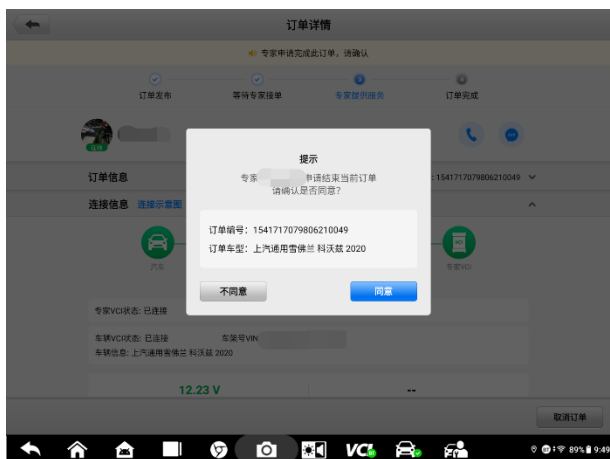 订单详情
专家申请完成此订单，请确认
订单发布
等待专家接单
3
专家提供服务
4
订单完成
订单信息
: 1541717079806210049
连接信息 连接示意图
汽车
专家VCI
专家VCI状态: 已连接
车辆VCI状态: 已连接
车架号VIN
车辆信息: 上汽通用雪佛兰 科沃兹 2020
12.23 V
--
取消订单
提示
专家
申请结束当前订单
请确认是否同意?
订单编号: 1541717079806210049
订单车型: 上汽通用雪佛兰 科沃兹 2020
不同意
同意
VCI
89% 9:49